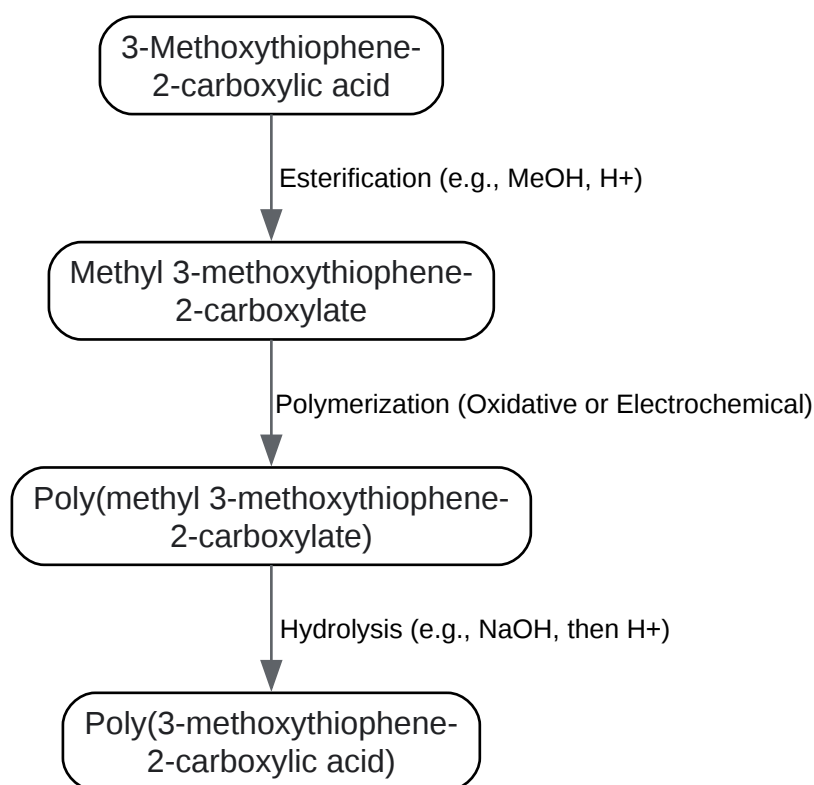 3-Methoxythiophene-
2-carboxylic acid
Esterification (e.g., MeOH, H+)
Methyl 3-methoxythiophene-
2-carboxylate
Polymerization (Oxidative or Electrochemical)
Poly(methyl 3-methoxythiophene-
2-carboxylate)
Hydrolysis (e.g., NaOH, then H+)
Poly(3-methoxythiophene-
2-carboxylic acid)